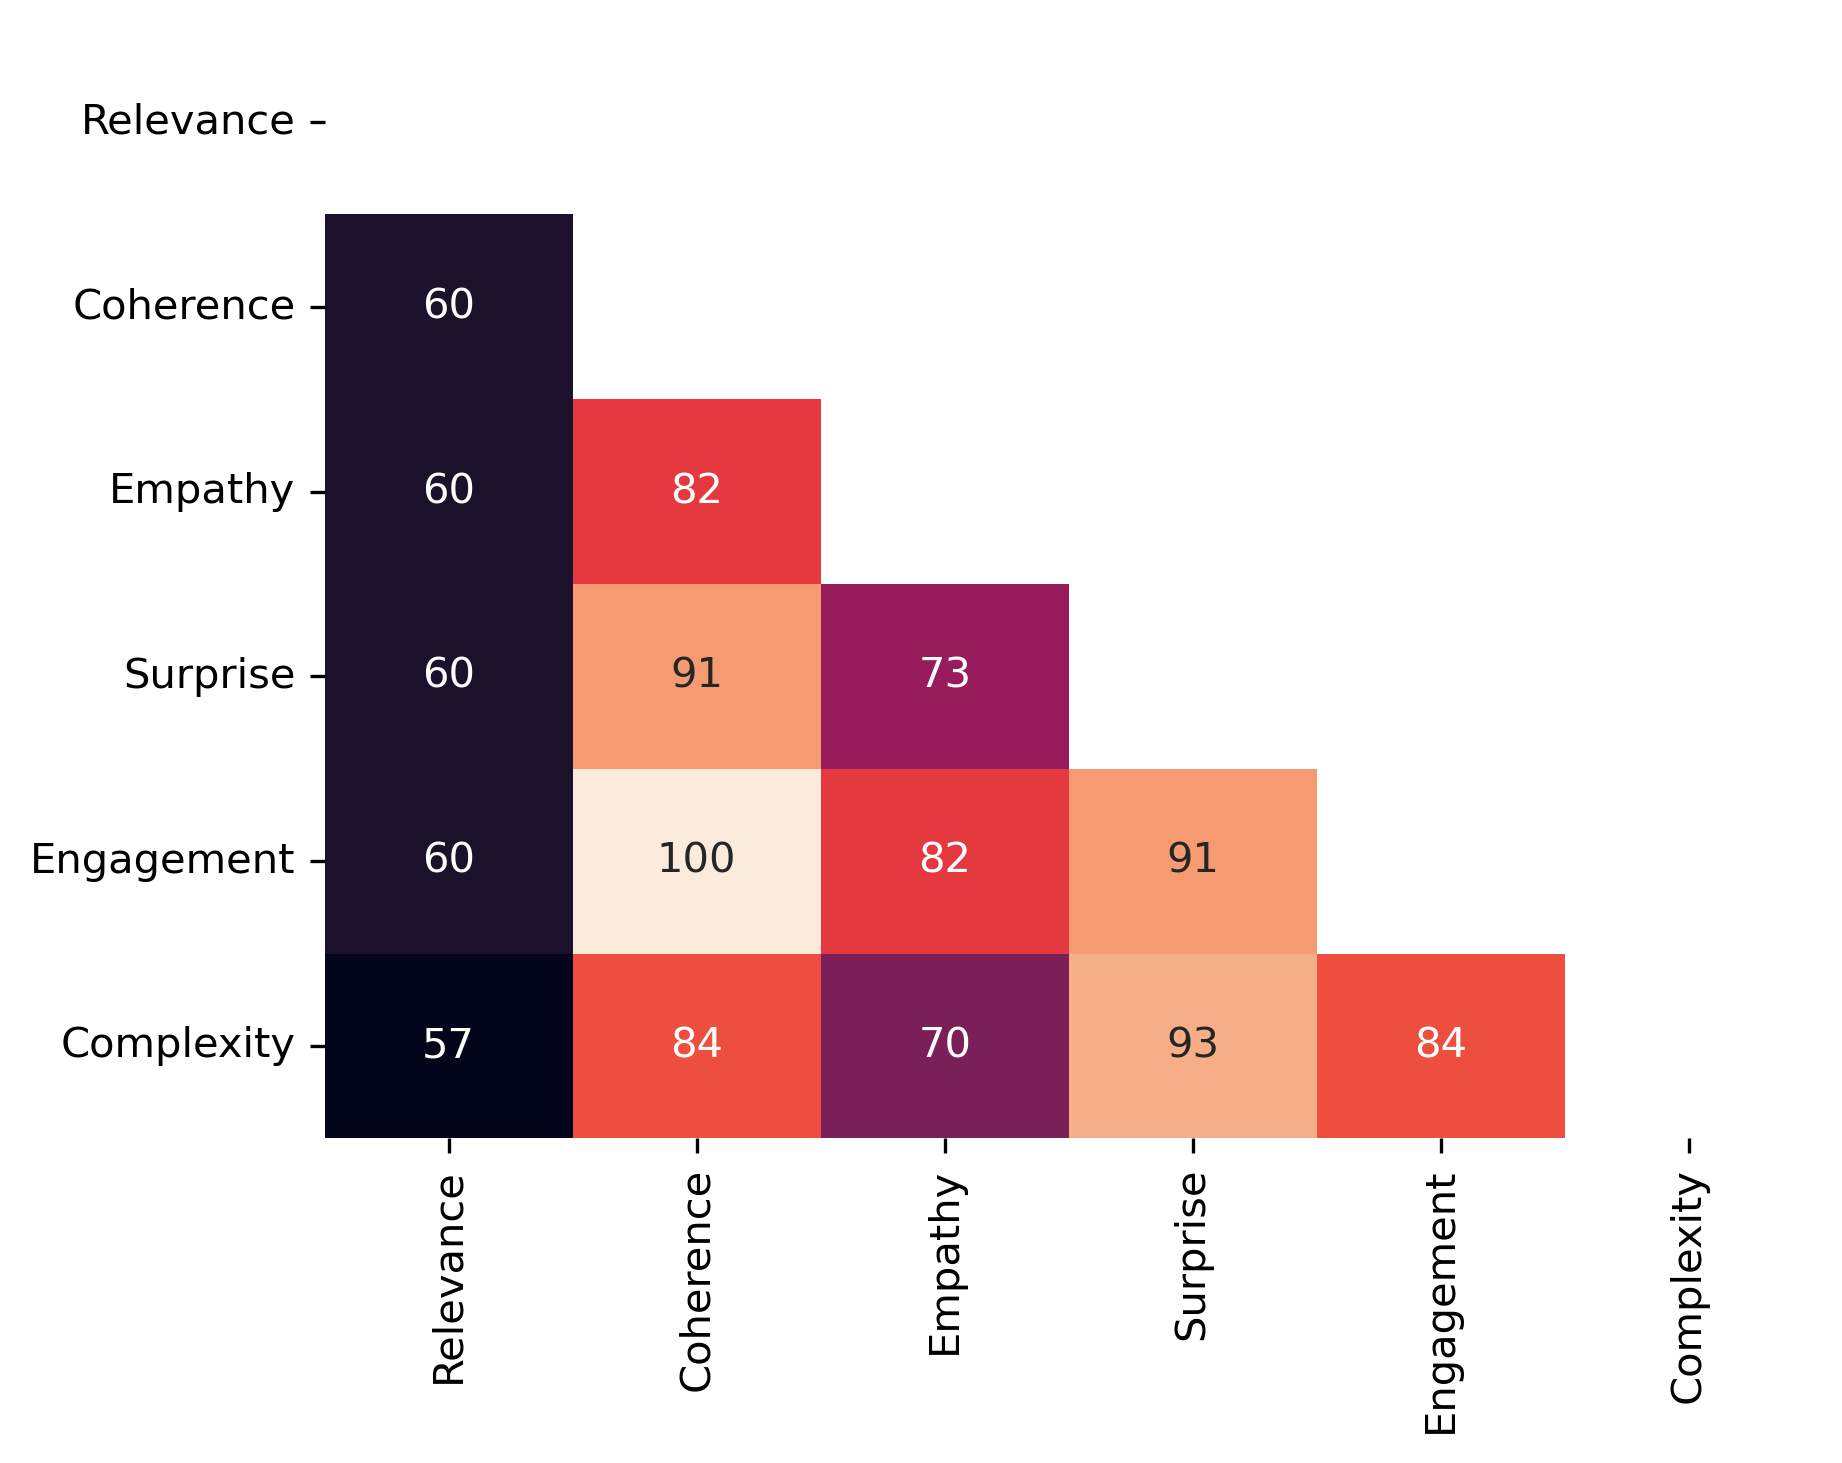 Relevance
Coherence 60
Empathy 60 82
Surprise 60 91 73
Engagement 60 100 82 91
Complexity 57 84 70 93 84
Relevance
Coherence
Empathy
Surprise
Engagement
Complexity